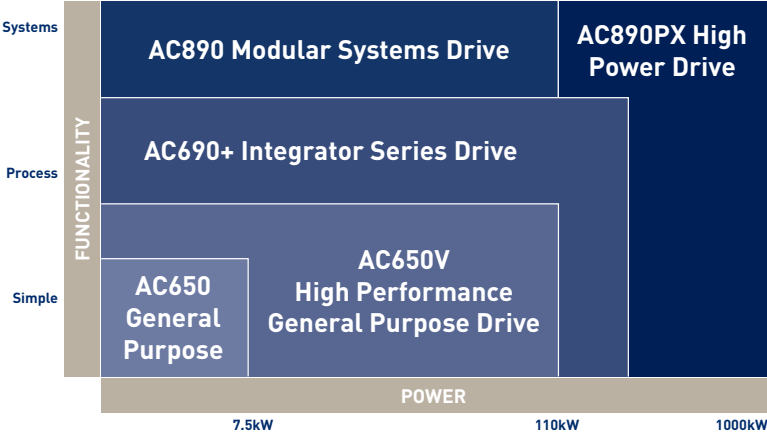 Systems
Process
Simple
FUNCTIONALITY
AC890 Modular Systems Drive
AC890PX High
Power Drive
AC690+ Integrator Series Drive
AC650V
High Performance
General Purpose Drive
AC650
General
Purpose
POWER
7.5kW
110kW
1000kW